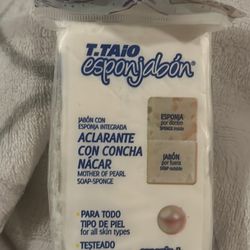 T.TAiO
esponjabón®
JABÓN CON
ESPONJA INTEGRADA
ACLARANTE
CON CONCHA
NÁCAR
MOTHER OF PEARL
SOAP-SPONGE
ESPONJA
por dentro
SPONGE inside
JABÓN
por fuera
SOAP outside
• PARA TODO
TIPO DE PIEL
for all skin types
• TESTEADO